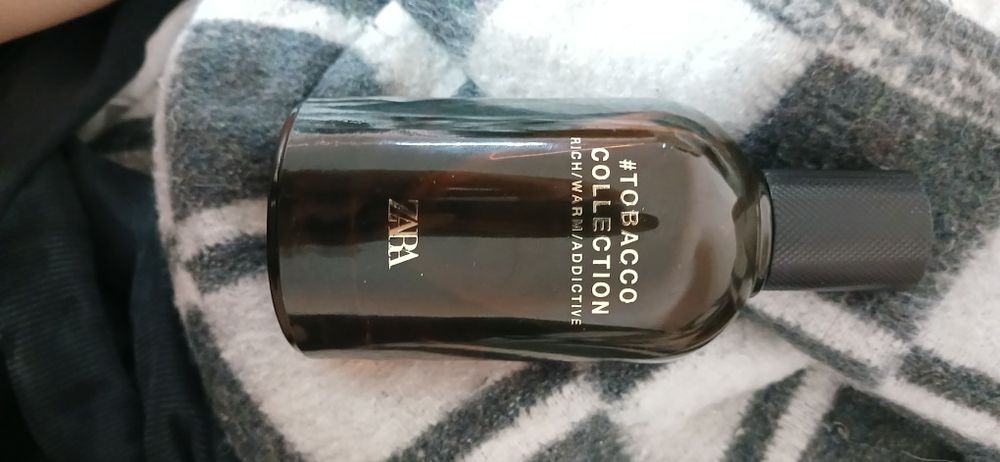 #TOBACCO
COLLECTION
RICH/WARM/ADDICTIVE
ZARA